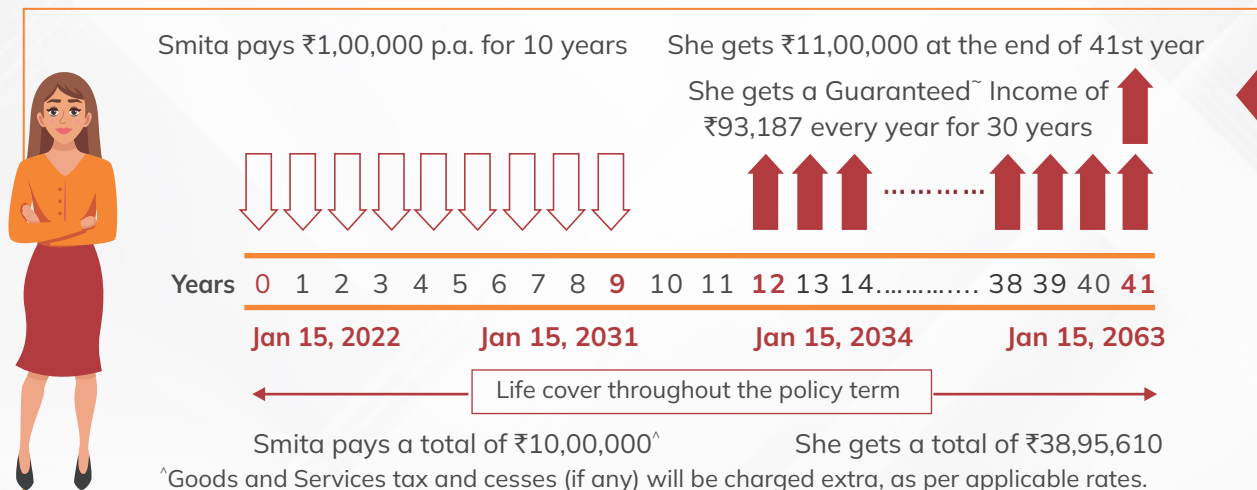 Smita pays ₹1,00,000 p.a. for 10 years
She gets ₹11,00,000 at the end of 41st year
She gets a Guaranteed~ Income of
₹93,187 every year for 30 years
Years 0 1 2 3 4 5 6 7 8 9 10 11 12 13 14.............. 38 39 40 41
Jan 15, 2022 Jan 15, 2031 Jan 15, 2034 Jan 15, 2063
Life cover throughout the policy term
Smita pays a total of ₹10,00,000^ She gets a total of ₹38,95,610
^Goods and Services tax and cesses (if any) will be charged extra, as per applicable rates.